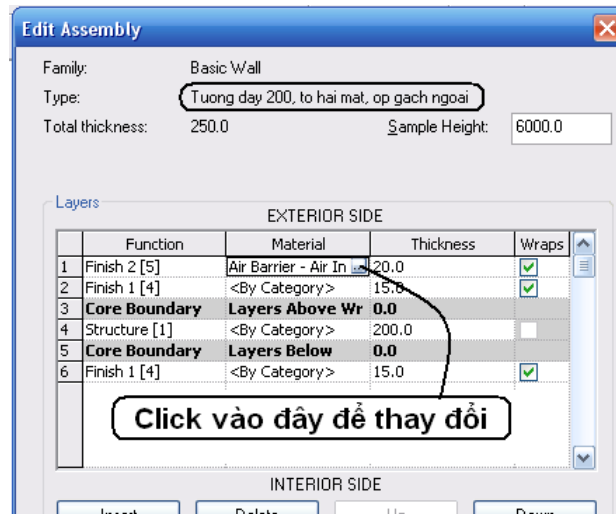 Edit Assembly
Family: Basic Wall
Type: Tuong day 200, to hai mat, op gach ngoai
Total thickness: 250.0 Sample Height: 6000.0
Layers
EXTERIOR SIDE
Function Material Thickness Wraps
1 Finish 2 [5] Air Barrier - Air In ... 20.0
2 Finish 1 [4] <By Category> 15.0
3 Core Boundary Layers Above Wr 0.0
4 Structure [1] <By Category> 200.0
5 Core Boundary Layers Below 0.0
6 Finish 1 [4] <By Category> 15.0
Click vào đây để thay đổi
INTERIOR SIDE
Insert Delete Up Down